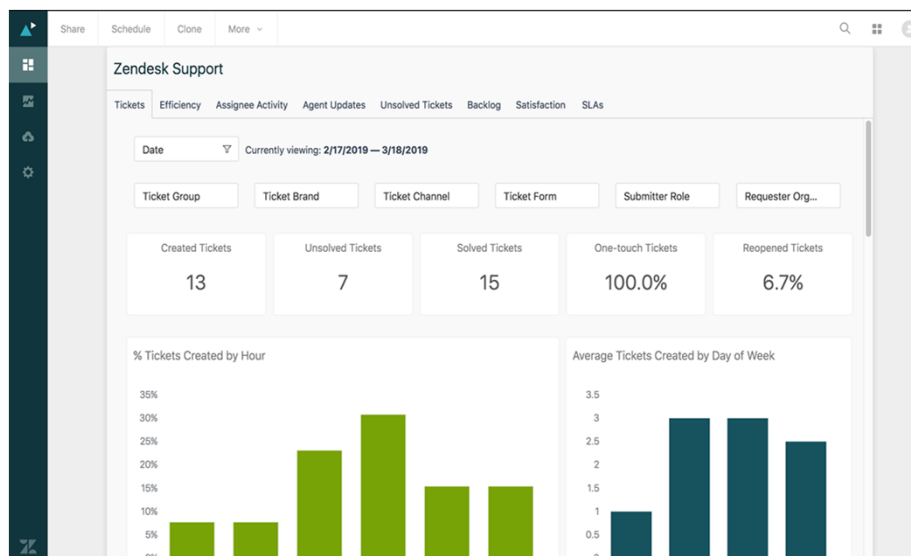 Share Schedule Clone More
Zendesk Support
Tickets Efficiency Assignee Activity Agent Updates Unsolved Tickets Backlog Satisfaction SLAs
Date Currently viewing: 2/17/2019 — 3/18/2019
Ticket Group Ticket Brand Ticket Channel Ticket Form Submitter Role Requester Org...
Created Tickets Unsolved Tickets Solved Tickets One-touch Tickets Reopened Tickets
13 7 15 100.0% 6.7%
% Tickets Created by Hour Average Tickets Created by Day of Week
35% 3.5
30% 3
25% 2.5
20% 2
15% 1.5
10% 1
5% 0.5